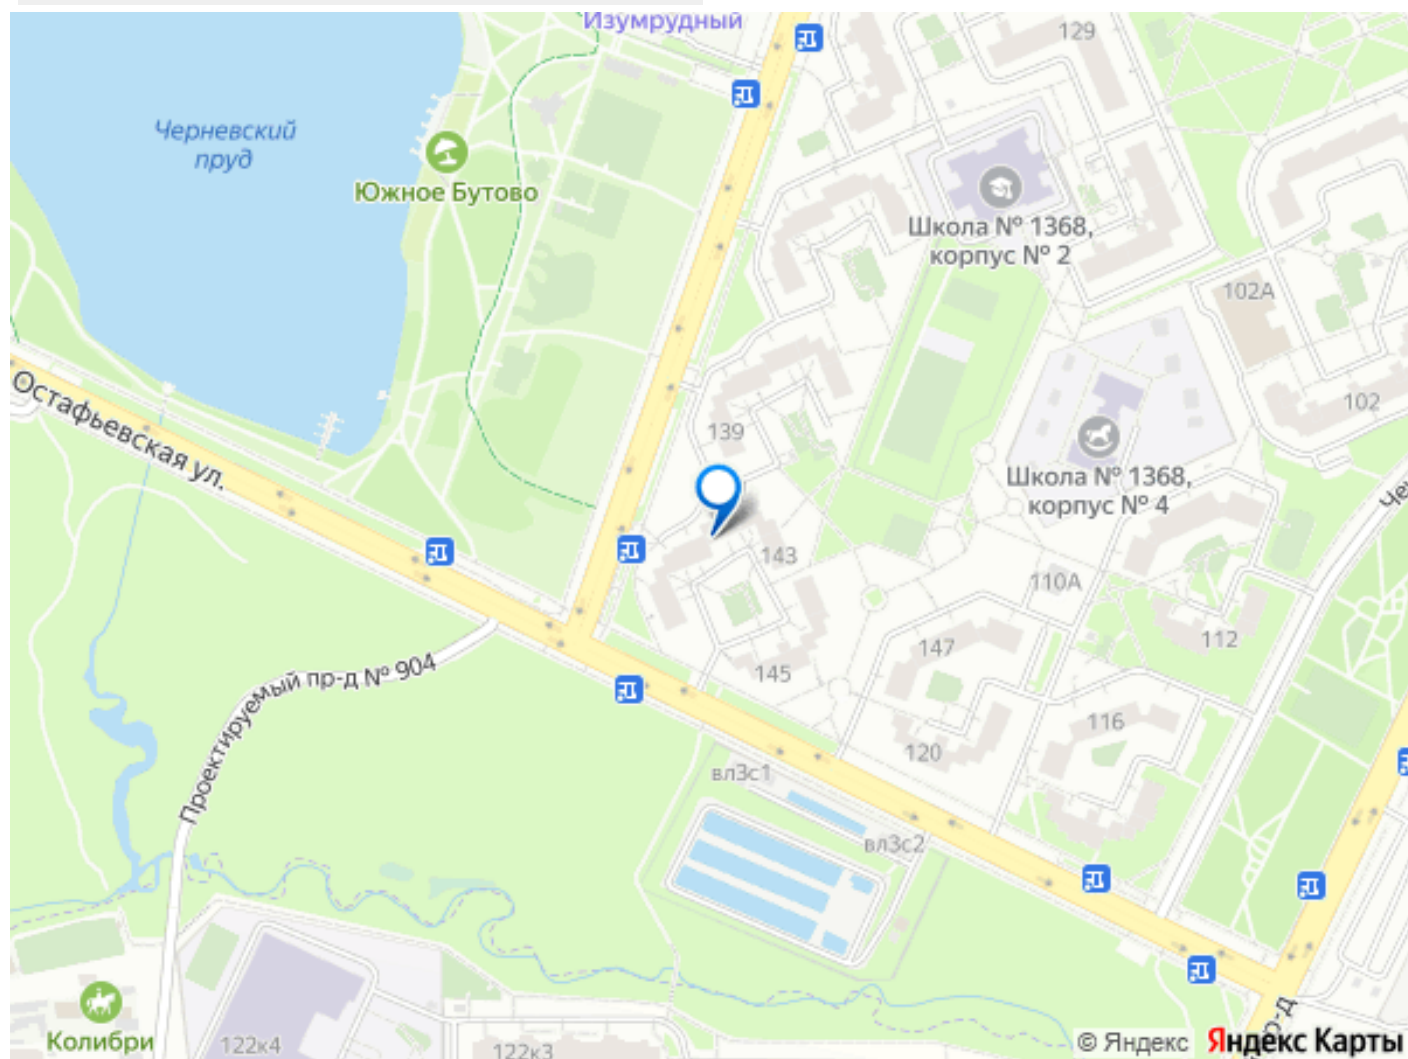 Изумрудный
129
Черневский
пруд
Южное Бутово
Школа № 1368,
корпус № 2
102А
102
139
Остафьевская ул.
Школа № 1368,
корпус № 4
143
110А
147
112
145
Проектируемый пр-д № 904
116
120
вл3с1
вл3с2
Колибри
122к4
122к3
© Яндекс Яндекс Карты